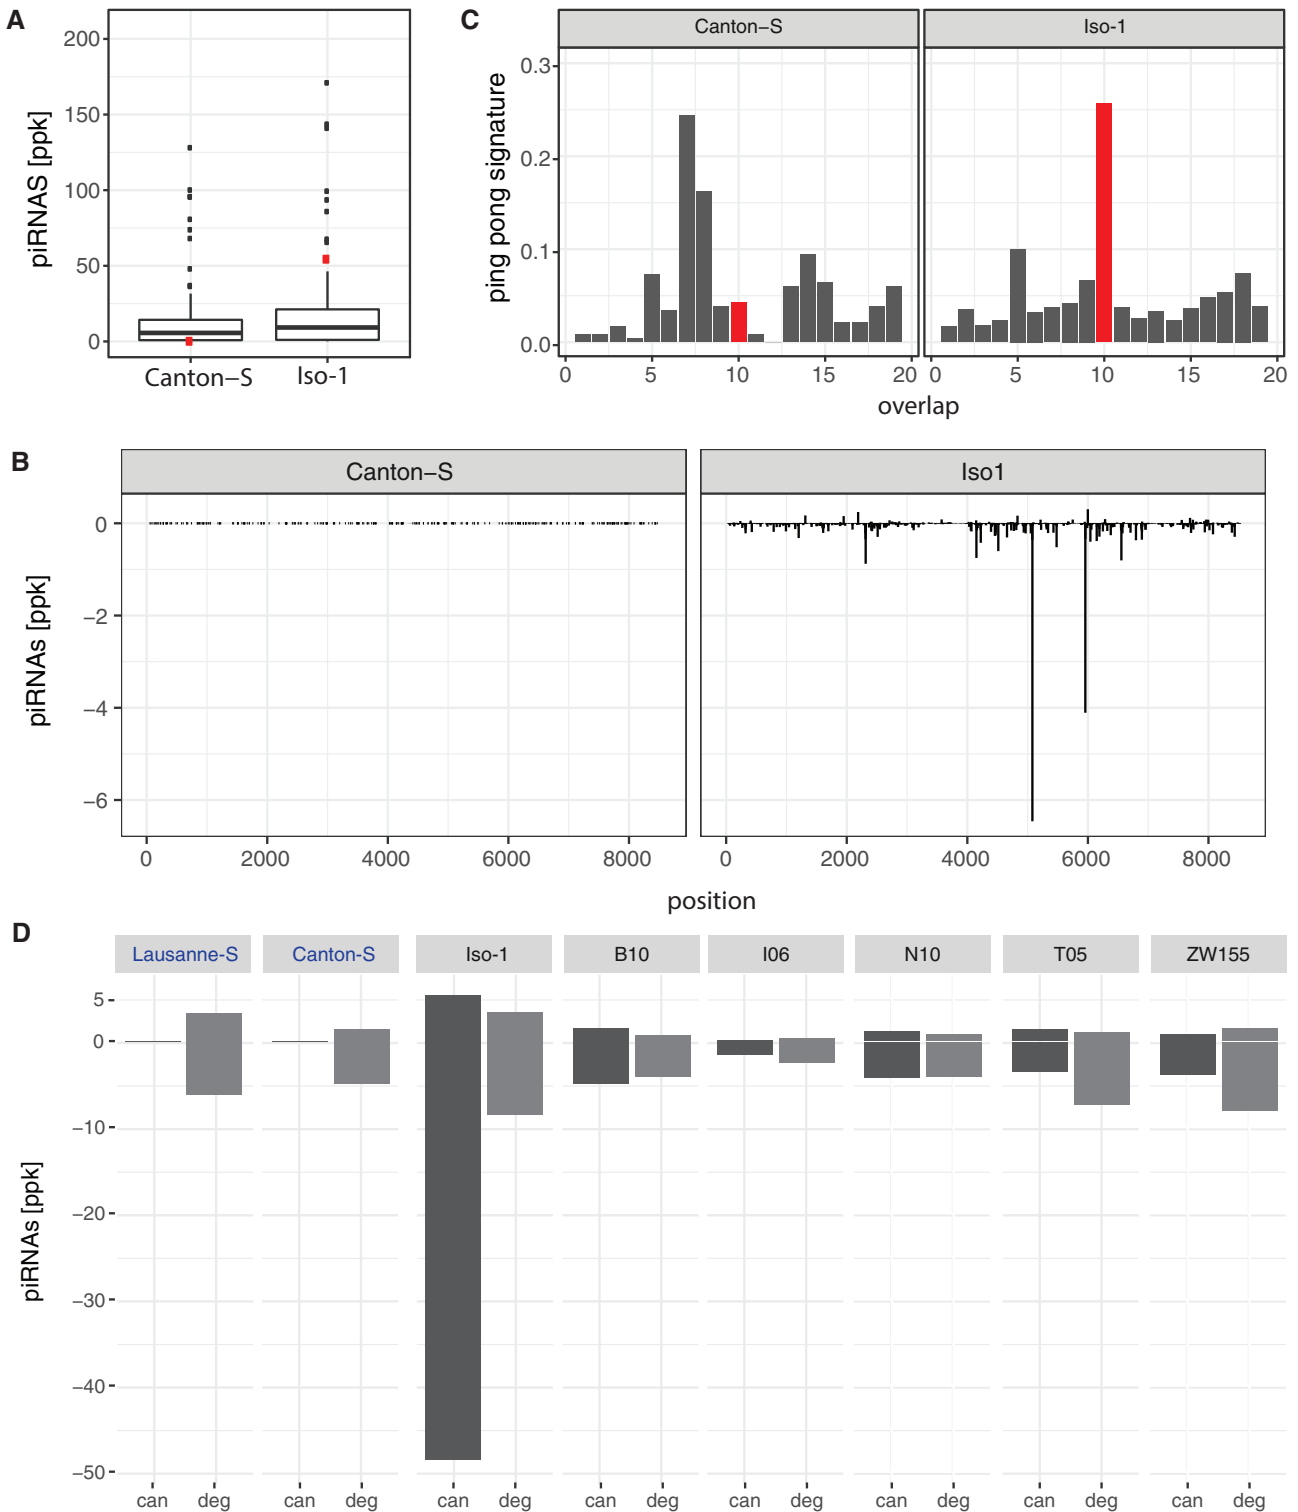 A
piRNAS [ppk]
200
150
100
50
0
Canton−S
Iso-1
C
Canton−S
Iso-1
ping pong signature
0.3
0.2
0.1
0.0
0
5
10
15
20
0
5
10
15
20
overlap
B
Canton−S
Iso1
piRNAs [ppk]
0
−2
−4
−6
0
2000
4000
6000
8000
0
2000
4000
6000
8000
position
D
Lausanne-S
Canton-S
Iso-1
B10
I06
N10
T05
ZW155
piRNAs [ppk]
5
0
−10
−20
−30
−40
−50
can
deg
can
deg
can
deg
can
deg
can
deg
can
deg
can
deg
can
deg